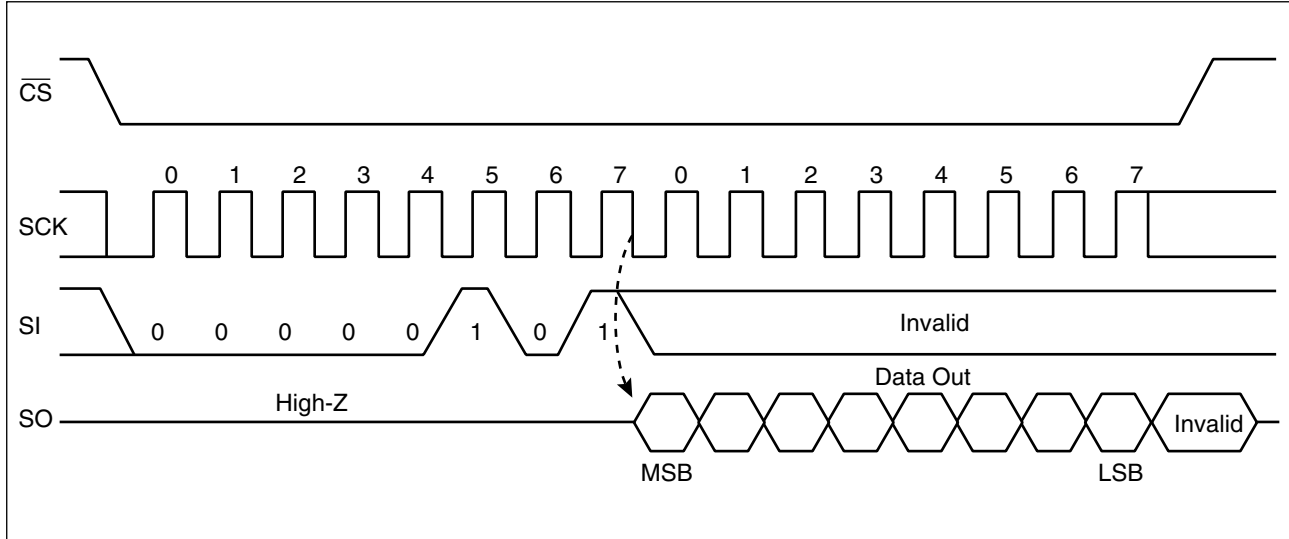 C̅S̅
0 1 2 3 4 5 6 7 0 1 2 3 4 5 6 7
SCK
SI 0 0 0 0 0 1 0 1 Invalid
Data Out
High-Z
SO Invalid
MSB LSB